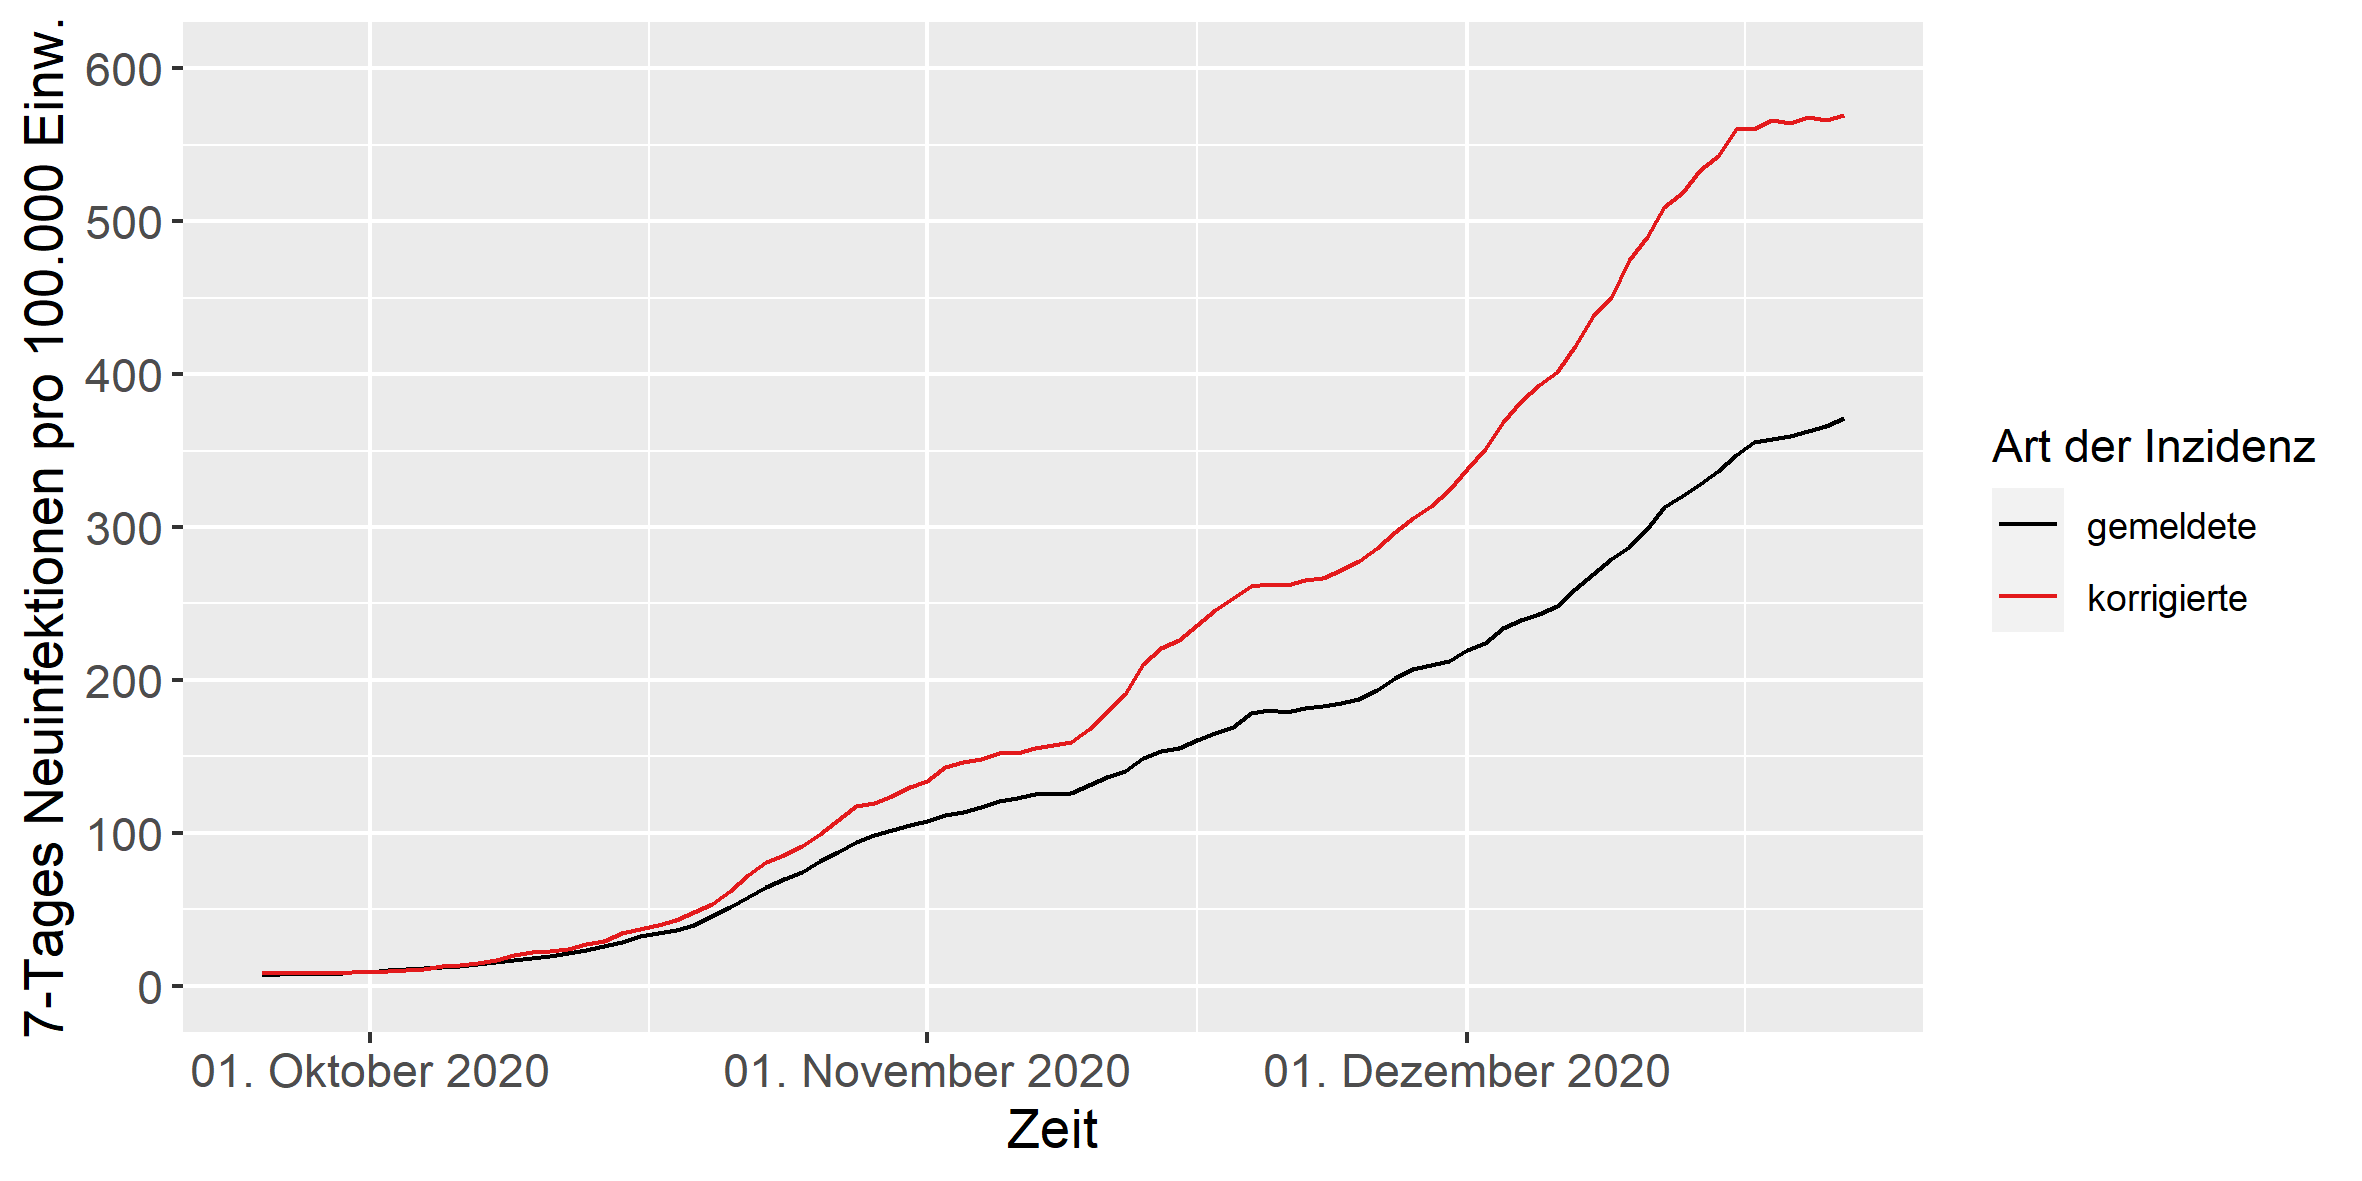 7-Tages Neuinfektionen pro 100.000 Einw.
600
500
400
300
200
100
0
01. Oktober 2020
01. November 2020
01. Dezember 2020
Zeit
Art der Inzidenz
gemeldete
korrigierte